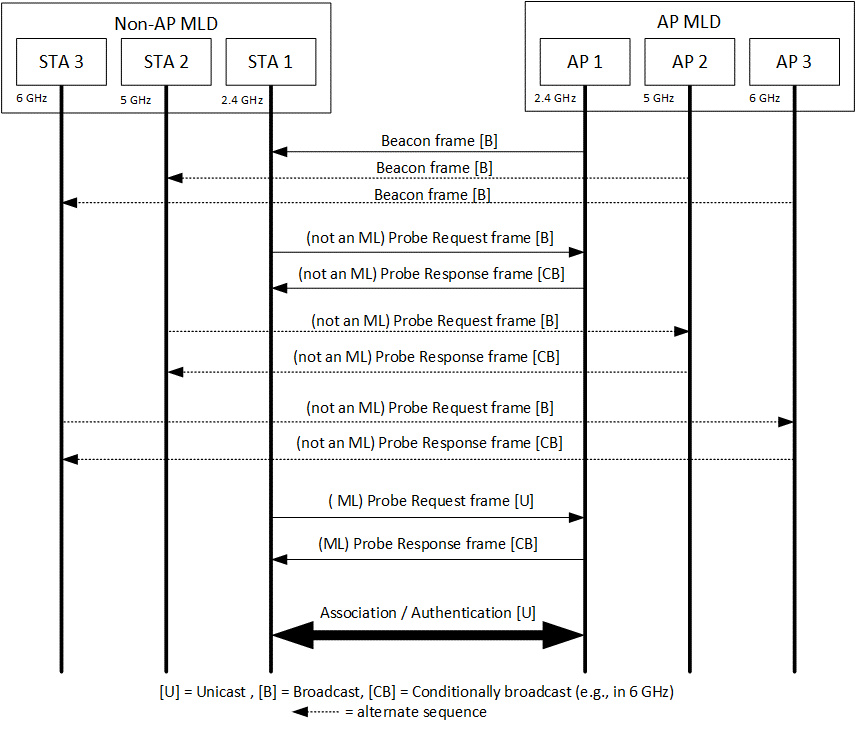 Non-AP MLD
AP MLD
STA 3
STA 2
STA 1
AP 1
AP 2
AP 3
6 GHz
5 GHz
2.4 GHz
2.4 GHz
5 GHz
6 GHz
Beacon frame [B]
Beacon frame [B]
Beacon frame [B]
(not an ML) Probe Request frame [B]
(not an ML) Probe Response frame [CB]
(not an ML) Probe Request frame [B]
(not an ML) Probe Response frame [CB]
(not an ML) Probe Request frame [B]
(not an ML) Probe Response frame [CB]
( ML) Probe Request frame [U]
(ML) Probe Response frame [CB]
Association / Authentication [U]
[U] = Unicast , [B] = Broadcast, [CB] = Conditionally broadcast (e.g., in 6 GHz)
= alternate sequence